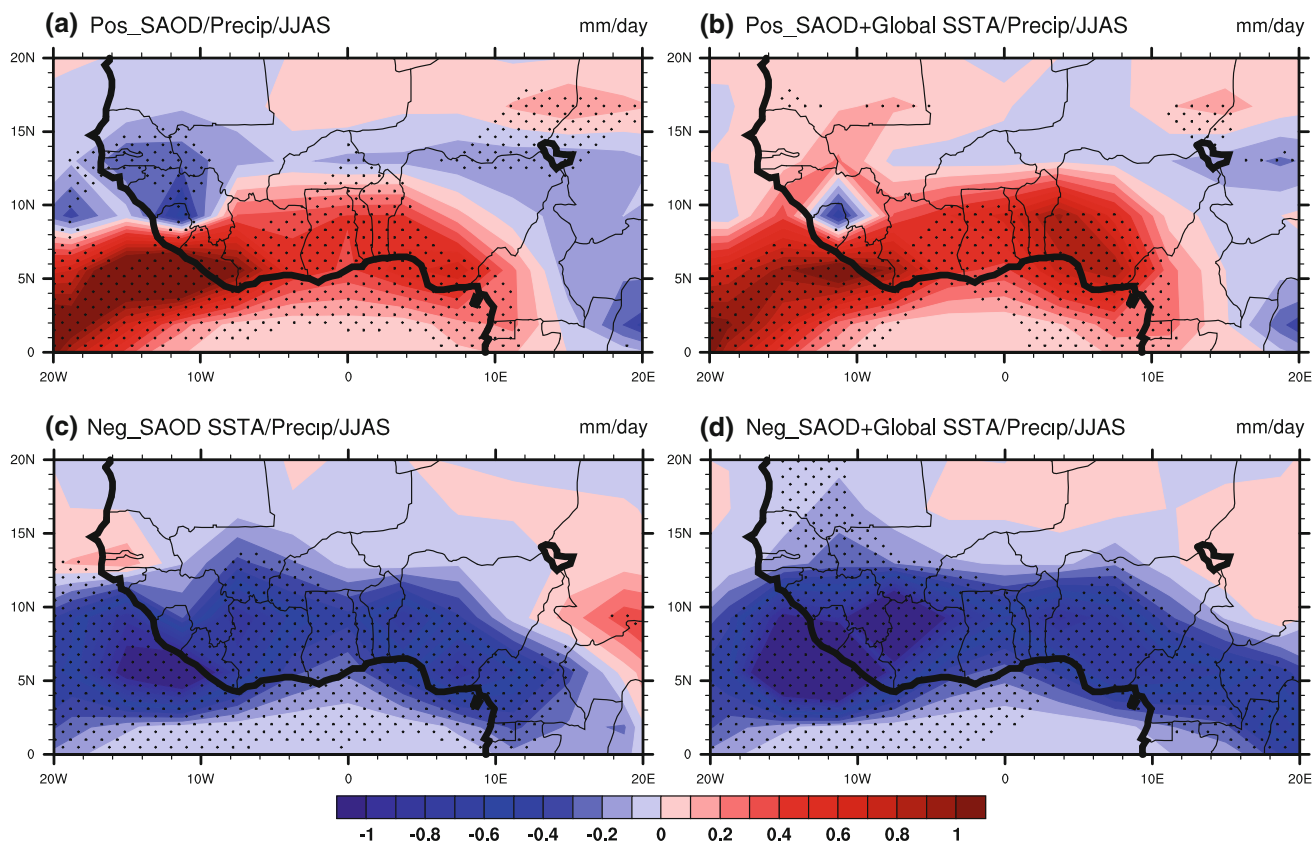 (a) Pos_SAOD/Precip/JJAS mm/day
(b) Pos_SAOD+Global SSTA/Precip/JJAS mm/day
20N
15N
10N
5N
0
20W 10W 0 10E 20E
20N
15N
10N
5N
0
20W 10W 0 10E 20E
(c) Neg_SAOD SSTA/Precip/JJAS mm/day
(d) Neg_SAOD+Global SSTA/Precip/JJAS mm/day
20N
15N
10N
5N
0
20W 10W 0 10E 20E
20N
15N
10N
5N
0
20W 10W 0 10E 20E
-1 -0.8 -0.6 -0.4 -0.2 0 0.2 0.4 0.6 0.8 1